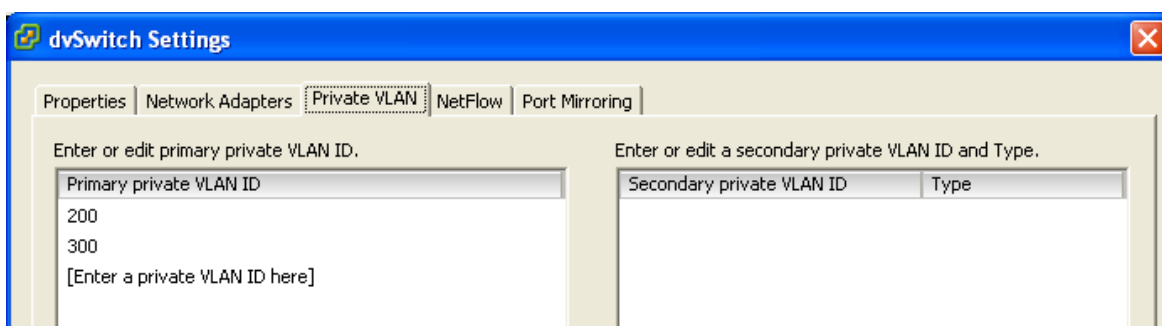 dvSwitch Settings
Properties Network Adapters Private VLAN NetFlow Port Mirroring
Enter or edit primary private VLAN ID.
Primary private VLAN ID
200
300
[Enter a private VLAN ID here]
Enter or edit a secondary private VLAN ID and Type.
Secondary private VLAN ID Type